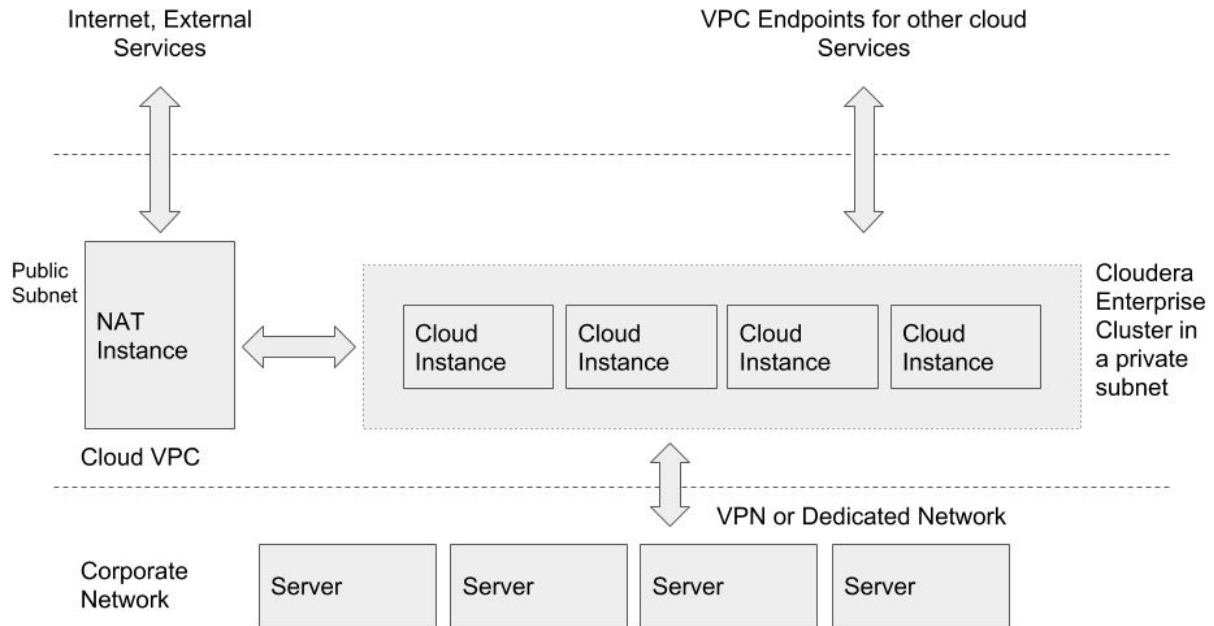 Internet, External
Services
VPC Endpoints for other cloud
Services
Public
Subnet
NAT
Instance
Cloud
Instance
Cloud
Instance
Cloud
Instance
Cloud
Instance
Cloudera
Enterprise
Cluster in
a private
subnet
Cloud VPC
VPN or Dedicated Network
Corporate
Network
Server
Server
Server
Server